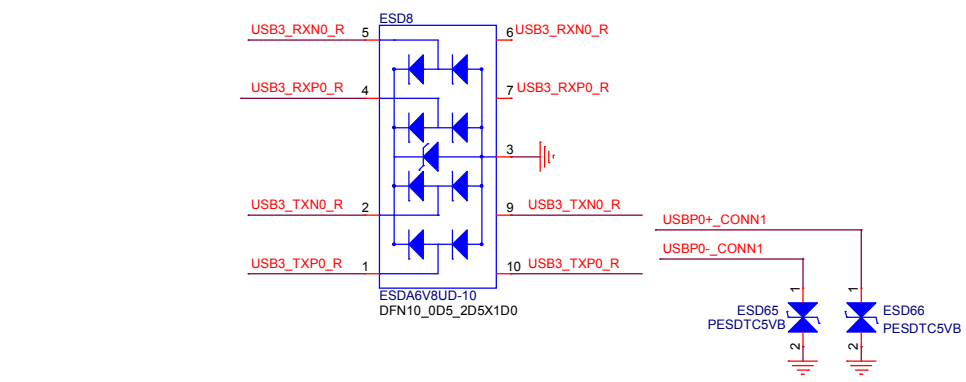 ESD8
USB3_RXN0_R 5 6 USB3_RXN0_R
USB3_RXP0_R 4 7 USB3_RXP0_R
3
USB3_TXN0_R 2 9 USB3_TXN0_R
USBP0+_CONN1
USBP0-_CONN1
USB3_TXP0_R 1 10 USB3_TXP0_R
ESDA6V8UD-10
DFN10_0D5_2D5X1D0
1 1
ESD65 ESD66
PESDTC5VB PESDTC5VB
2 2